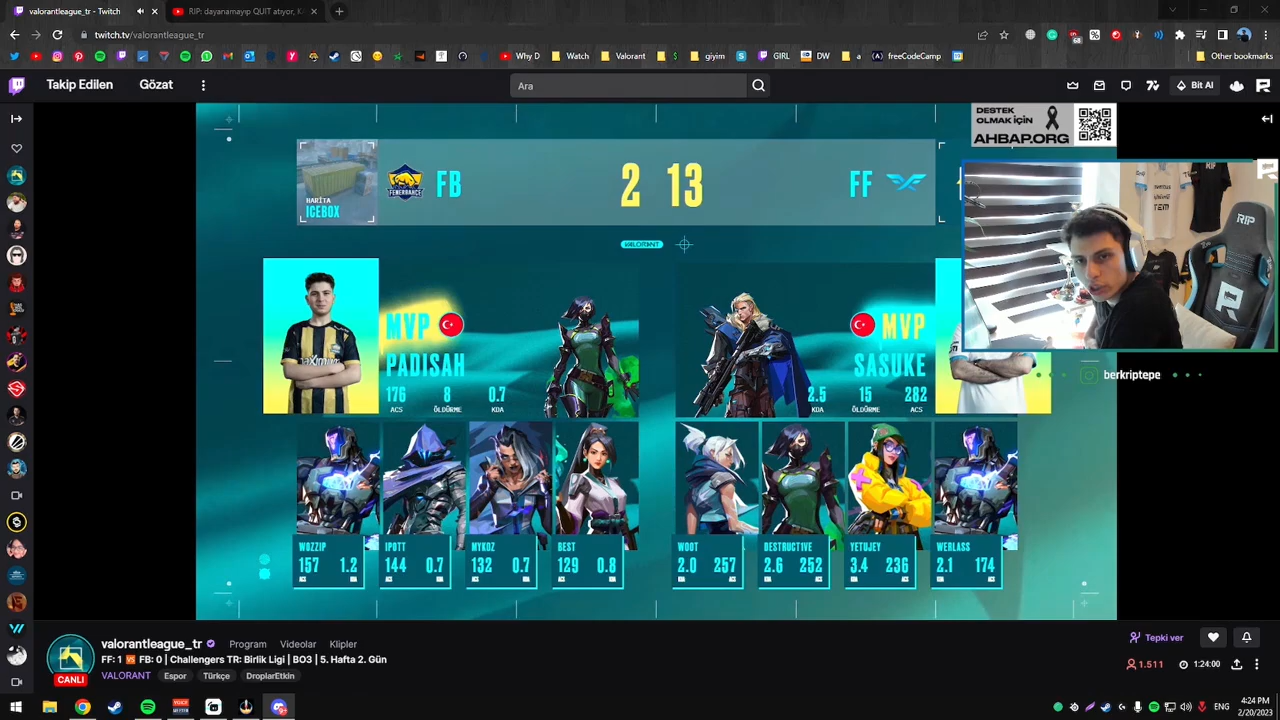 valorantleague_tr - Twitch
RIP: dayanamayıp QUIT atıyor, K
twitch.tv/valorantleague_tr
Why D
Watch
Valorant
$
giyim
GIRL
DW
a
freeCodeCamp
Other bookmarks
Takip Edilen
Gözat
Ara
Bit Al
DESTEK
OLMAK İÇİN
AHBAP.ORG
HARİTA
ICEBOX
FENERBAHÇE
FB
2 13
FF
VALORANT
MVP
PADISAH
176 8 0.7
ACS ÖLDÜRME KDA
MVP
SASUKE
2.5 15 282
KDA ÖLDÜRME ACS
RIP
berkriptepe
WOZZIP
157 1.2
IPOTT
144 0.7
MYKOZ
132 0.7
BEST
129 0.8
WOOT
2.0 257
DESTRUCT1VE
2.6 252
YETUJEY
3.4 236
WERLASS
2.1 174
valorantleague_tr
Program
Videolar
Klipler
FF: 1 🆚 FB: 0 | Challengers TR: Birlik Ligi | BO3 | 5. Hafta 2. Gün
CANLI
VALORANT
Espor
Türkçe
DroplarEtkin
Tepki ver
1.511
1:24:00
ENG
4:24 PM
2/20/2023